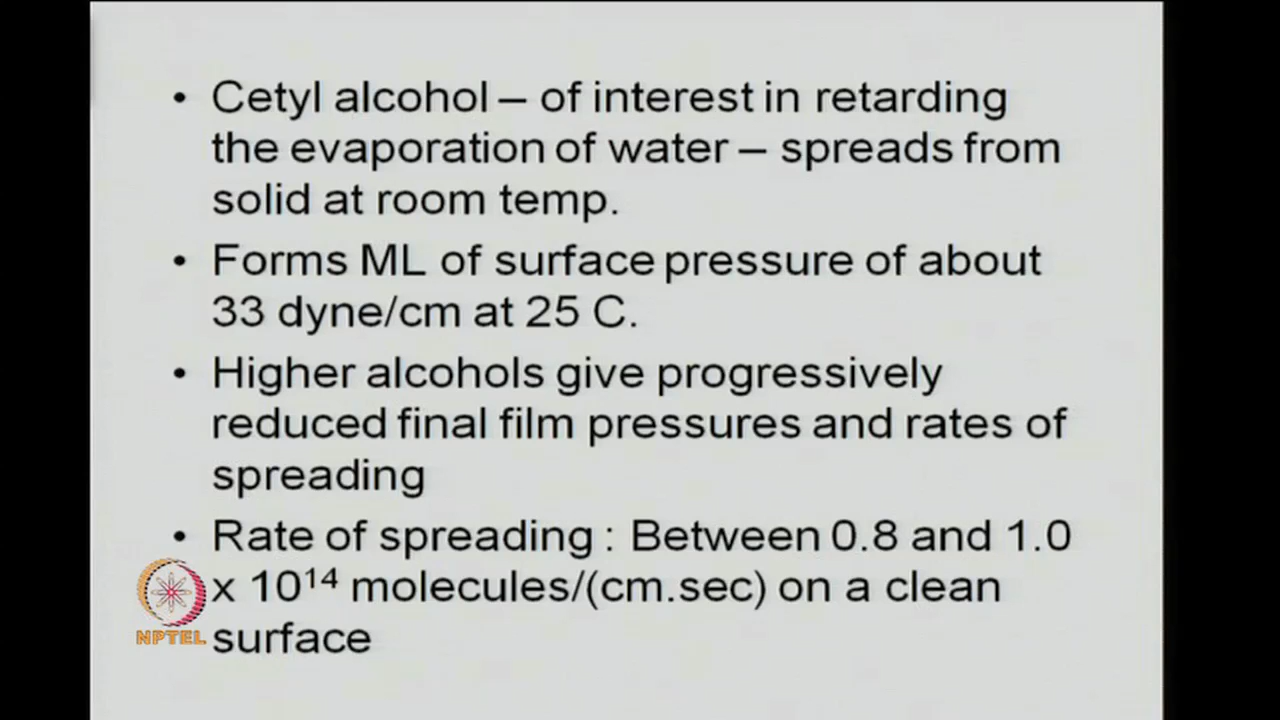 • Cetyl alcohol – of interest in retarding
the evaporation of water – spreads from
solid at room temp.
• Forms ML of surface pressure of about
33 dyne/cm at 25 C.
• Higher alcohols give progressively
reduced final film pressures and rates of
spreading
• Rate of spreading : Between 0.8 and 1.0
x 10¹⁴ molecules/(cm.sec) on a clean
surface
NPTEL